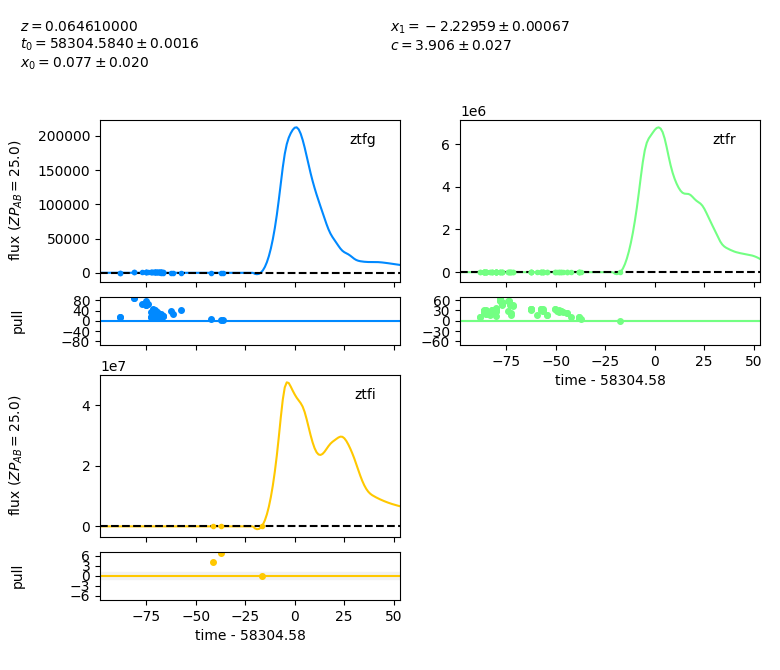 z = 0.064610000
t₀ = 58304.5840 ± 0.0016
x₀ = 0.077 ± 0.020
x₁ = −2.22959 ± 0.00067
c = 3.906 ± 0.027
ztfg
flux (ZP_AB = 25.0)
200000
150000
100000
50000
0
pull
80
40
0
−40
−80
1e6
ztfr
6
4
2
0
60
30
0
−30
−60
−75 −50 −25 0 25 50
time - 58304.58
1e7
ztfi
flux (ZP_AB = 25.0)
4
2
0
pull
6
3
0
−3
−6
−75 −50 −25 0 25 50
time - 58304.58